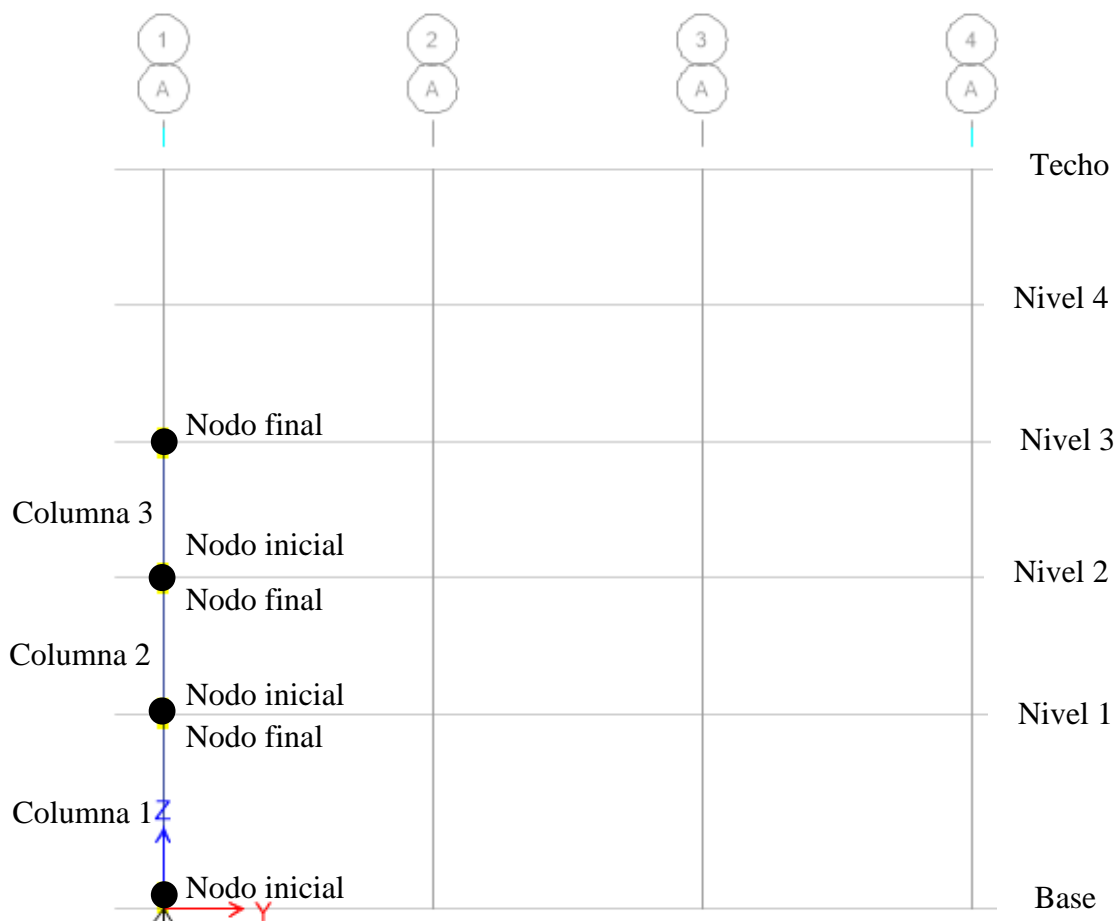 1 2 3 4
A A A A
Techo
Nivel 4
Nodo final
Nivel 3
Columna 3
Nodo inicial
Nivel 2
Nodo final
Columna 2
Nodo inicial
Nivel 1
Nodo final
Columna 1
Z
Nodo inicial
Base
Y